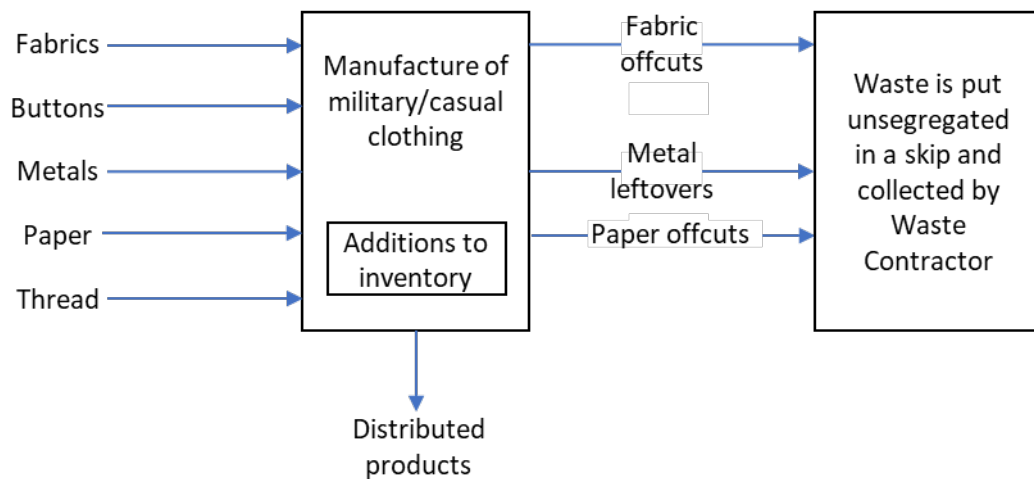 Fabrics
Buttons
Metals
Paper
Thread
Manufacture of
military/casual
clothing
Additions to
inventory
Distributed
products
Fabric
offcuts
Metal
leftovers
Paper offcuts
Waste is put
unsegregated
in a skip and
collected by
Waste
Contractor